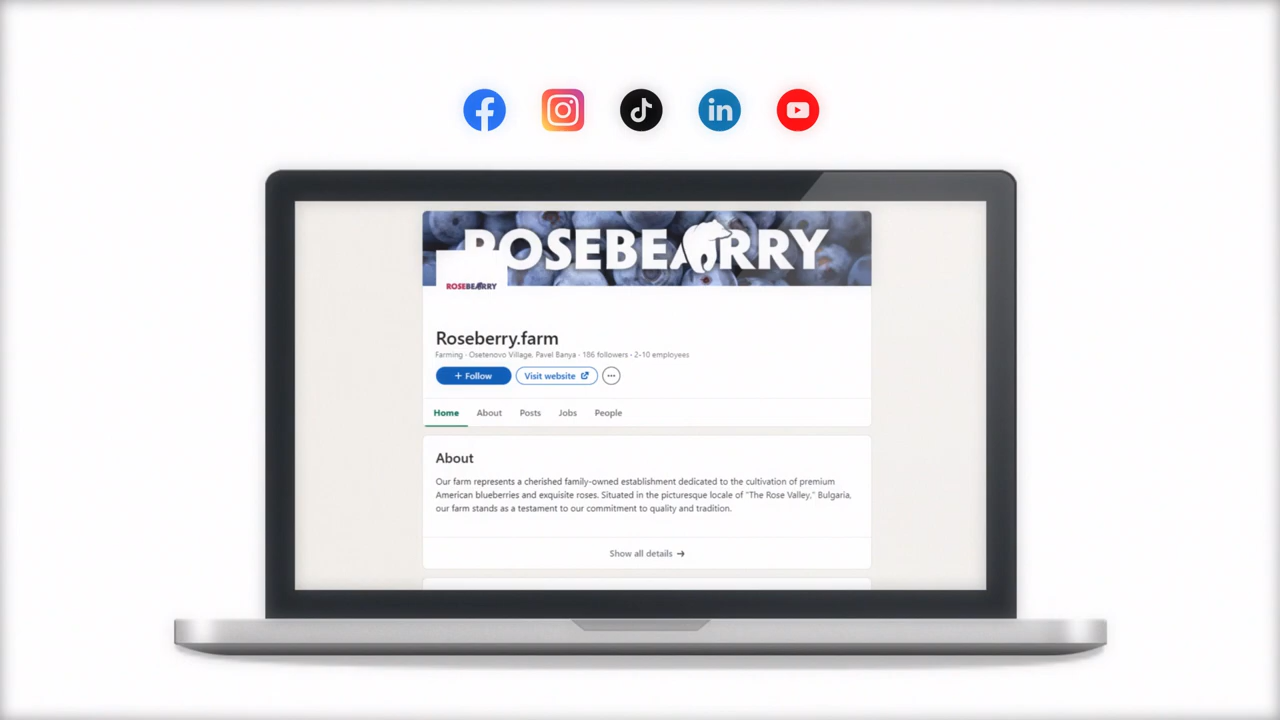 in
ROSEBEARRY
ROSEBEARRY
Roseberry.farm
Farming · Osetenovo Village, Pavel Banya · 186 followers · 2-10 employees
+ Follow
Visit website
Home About Posts Jobs People
About
Our farm represents a cherished family-owned establishment dedicated to the cultivation of premium
American blueberries and exquisite roses. Situated in the picturesque locale of "The Rose Valley," Bulgaria,
our farm stands as a testament to our commitment to quality and tradition.
Show all details →